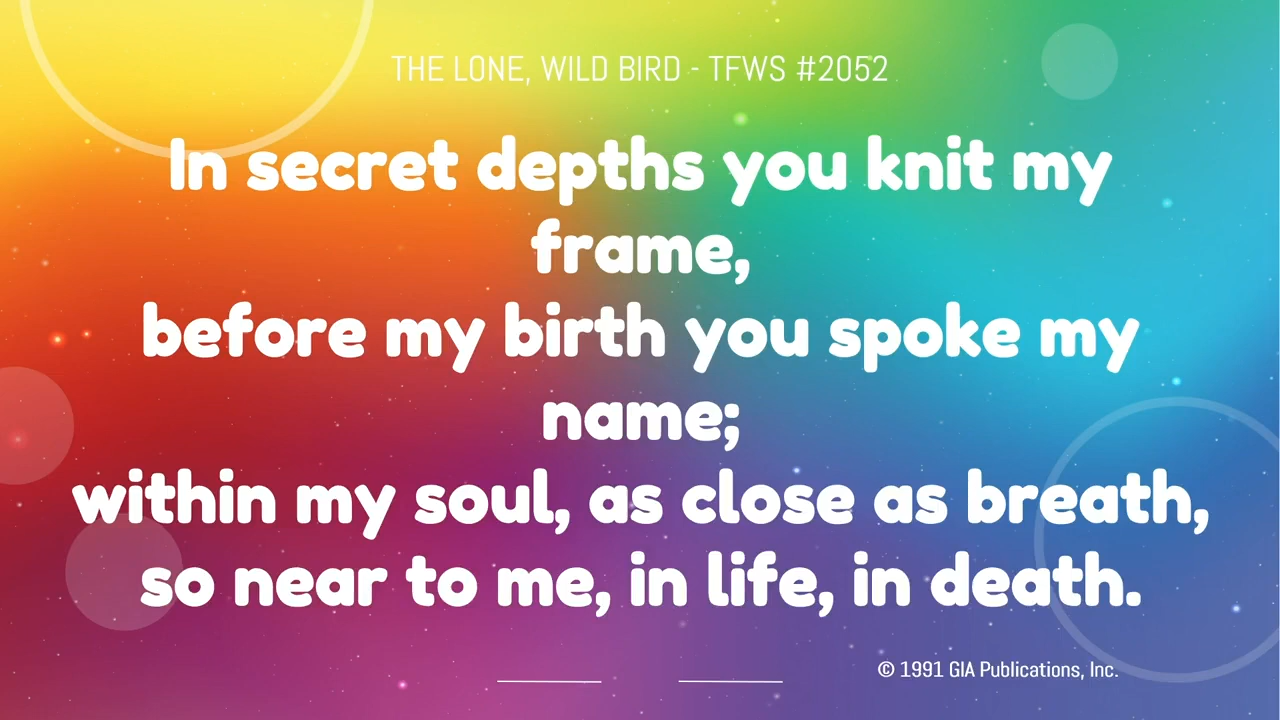 THE LONE, WILD BIRD - TFWS #2052
In secret depths you knit my
frame,
before my birth you spoke my
name;
within my soul, as close as breath,
so near to me, in life, in death.
© 1991 GIA Publications, Inc.